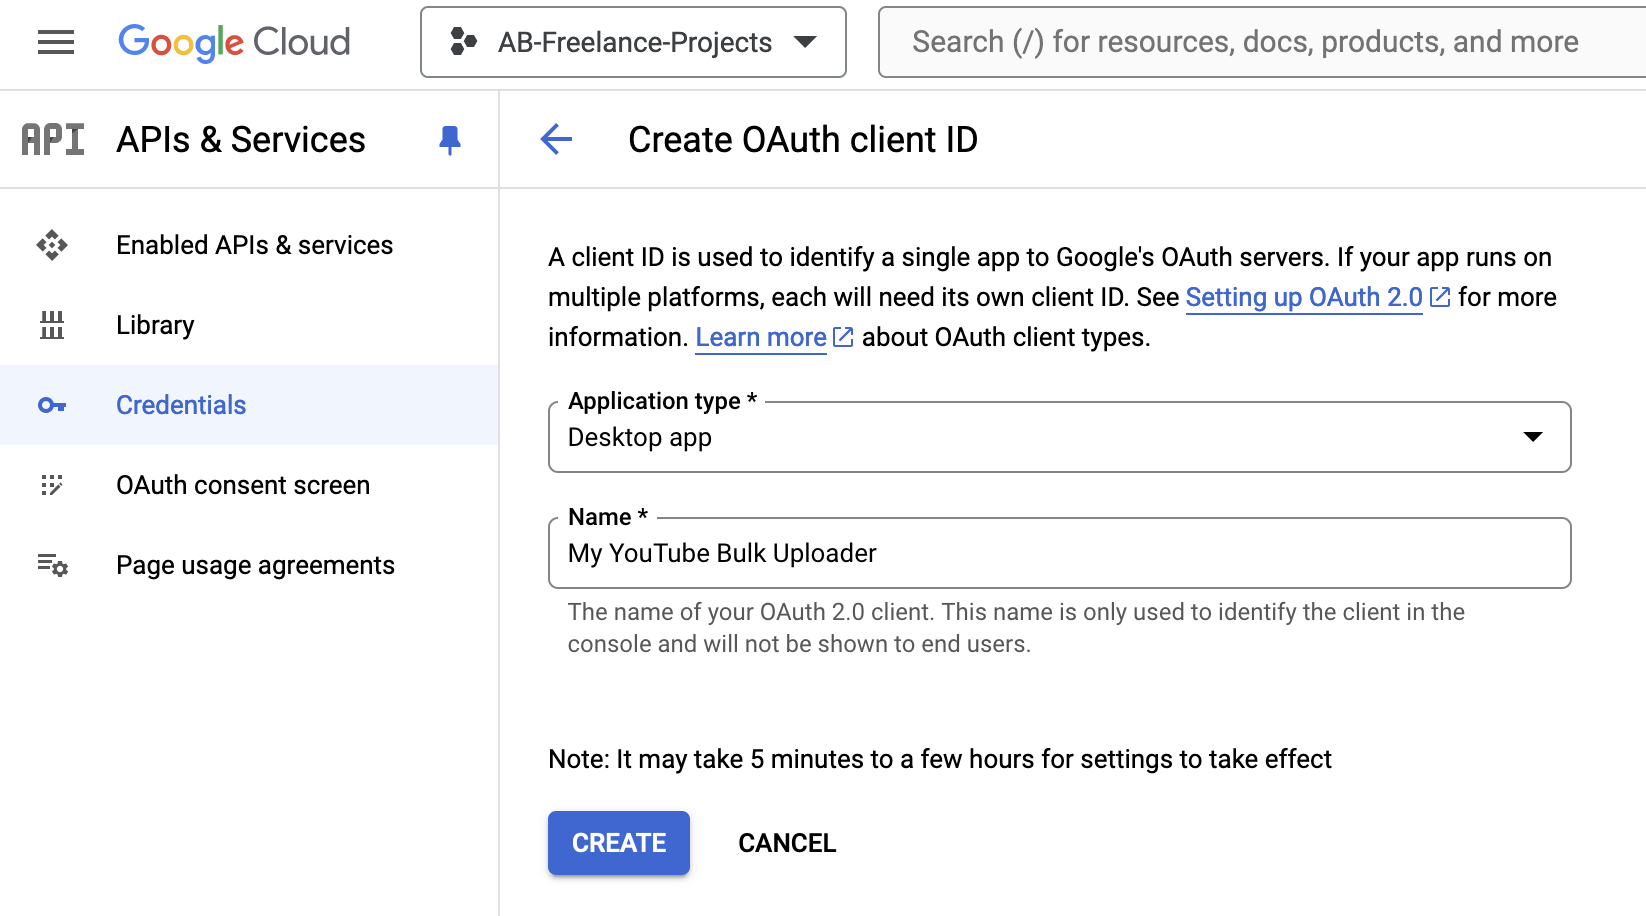 Google Cloud
AB-Freelance-Projects
Search (/) for resources, docs, products, and more
API
APIs & Services
Create OAuth client ID
Enabled APIs & services
Library
Credentials
OAuth consent screen
Page usage agreements
A client ID is used to identify a single app to Google's OAuth servers. If your app runs on
multiple platforms, each will need its own client ID. See Setting up OAuth 2.0 for more
information. Learn more about OAuth client types.
Application type *
Desktop app
Name *
My YouTube Bulk Uploader
The name of your OAuth 2.0 client. This name is only used to identify the client in the
console and will not be shown to end users.
Note: It may take 5 minutes to a few hours for settings to take effect
CREATE
CANCEL